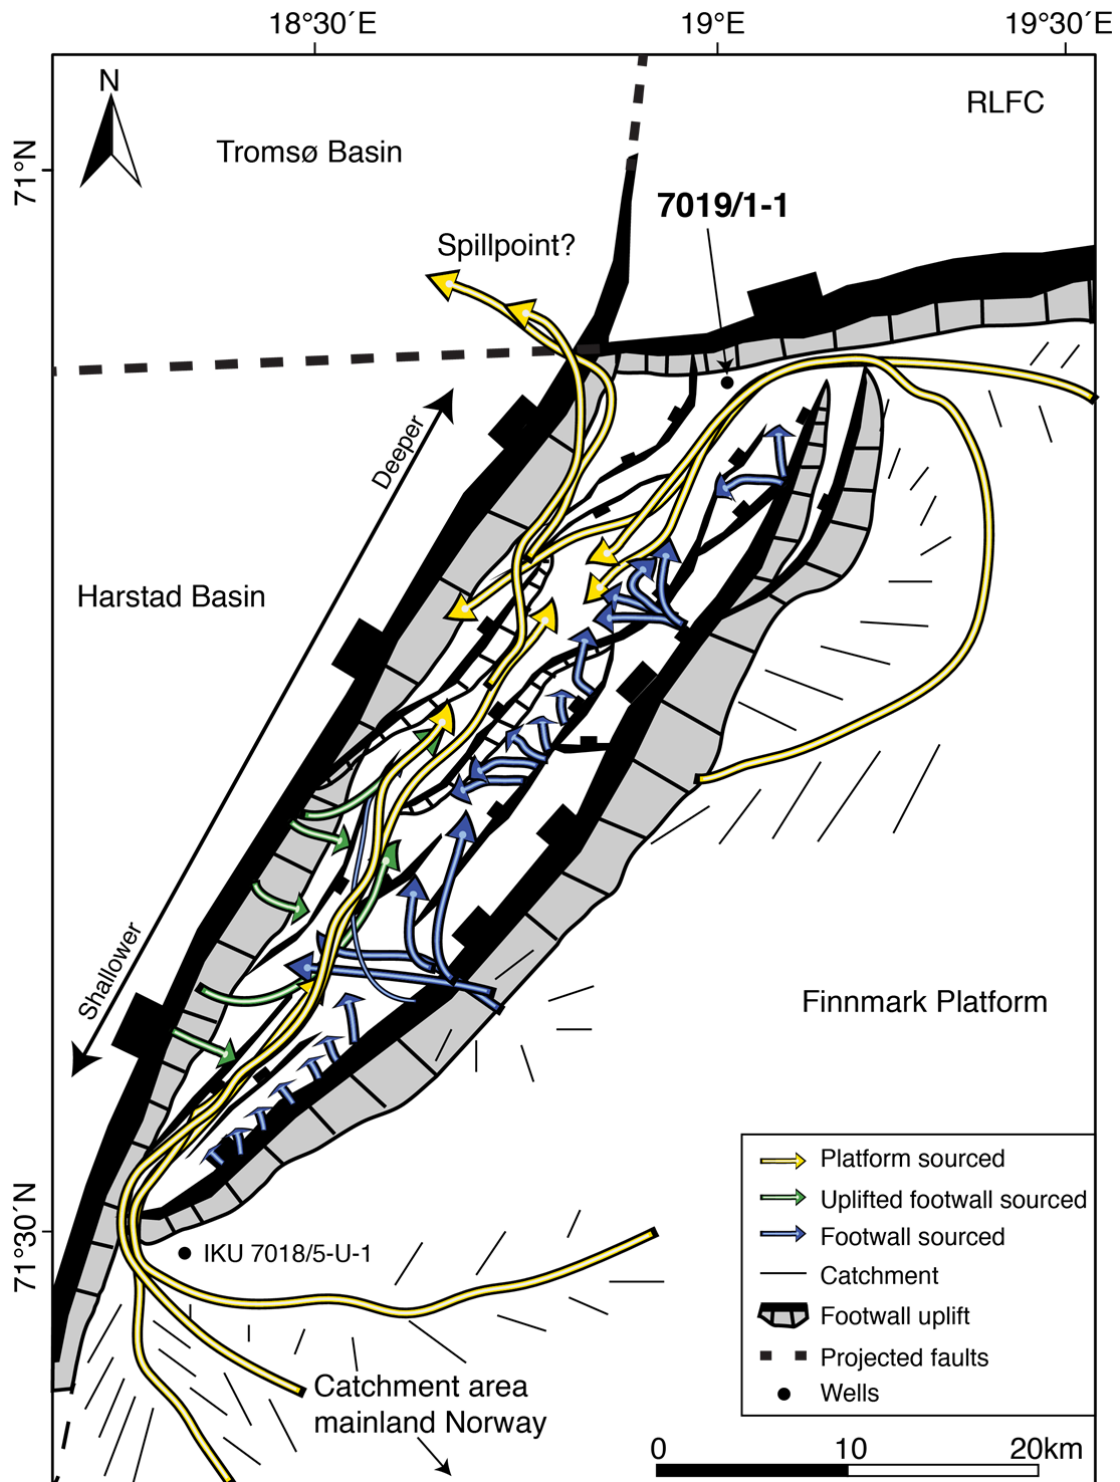 18°30´E
19°E
19°30´E
N
RLFC
Tromsø Basin
71°N
7019/1-1
Spillpoint?
Deeper
Harstad Basin
Shallower
Finnmark Platform
71°30´N
IKU 7018/5-U-1
Platform sourced
Uplifted footwall sourced
Footwall sourced
Catchment
Footwall uplift
Projected faults
Wells
Catchment area
mainland Norway
0
10
20km